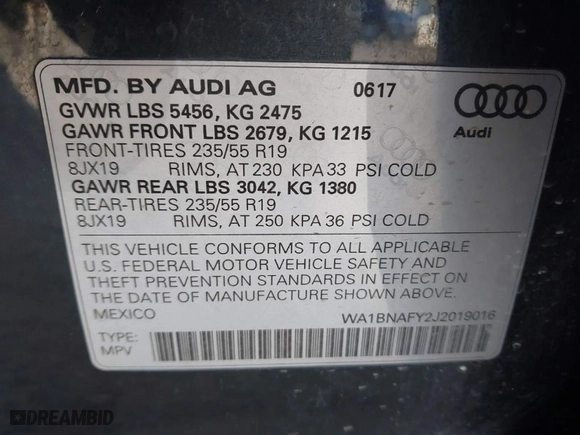 MFD. BY AUDI AG 0617
GVWR LBS 5456, KG 2475
GAWR FRONT LBS 2679, KG 1215
FRONT-TIRES 235/55 R19
8JX19 RIMS, AT 230 KPA 33 PSI COLD
GAWR REAR LBS 3042, KG 1380
REAR-TIRES 235/55 R19
8JX19 RIMS, AT 250 KPA 36 PSI COLD
Audi
THIS VEHICLE CONFORMS TO ALL APPLICABLE
U.S. FEDERAL MOTOR VEHICLE SAFETY AND
THEFT PREVENTION STANDARDS IN EFFECT ON
THE DATE OF MANUFACTURE SHOWN ABOVE.
MEXICO WA1BNAFY2J2019016
TYPE:
MPV
DREAMBID